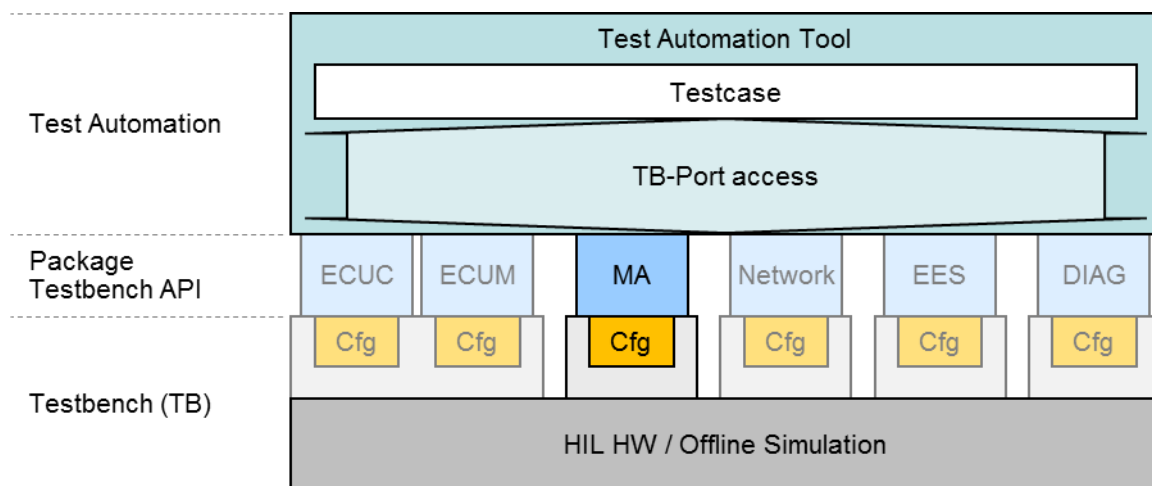 Test Automation Tool
Testcase
Test Automation
TB-Port access
Package
Testbench API
ECUC ECUM MA Network EES DIAG
Cfg Cfg Cfg Cfg Cfg Cfg
Testbench (TB)
HIL HW / Offline Simulation